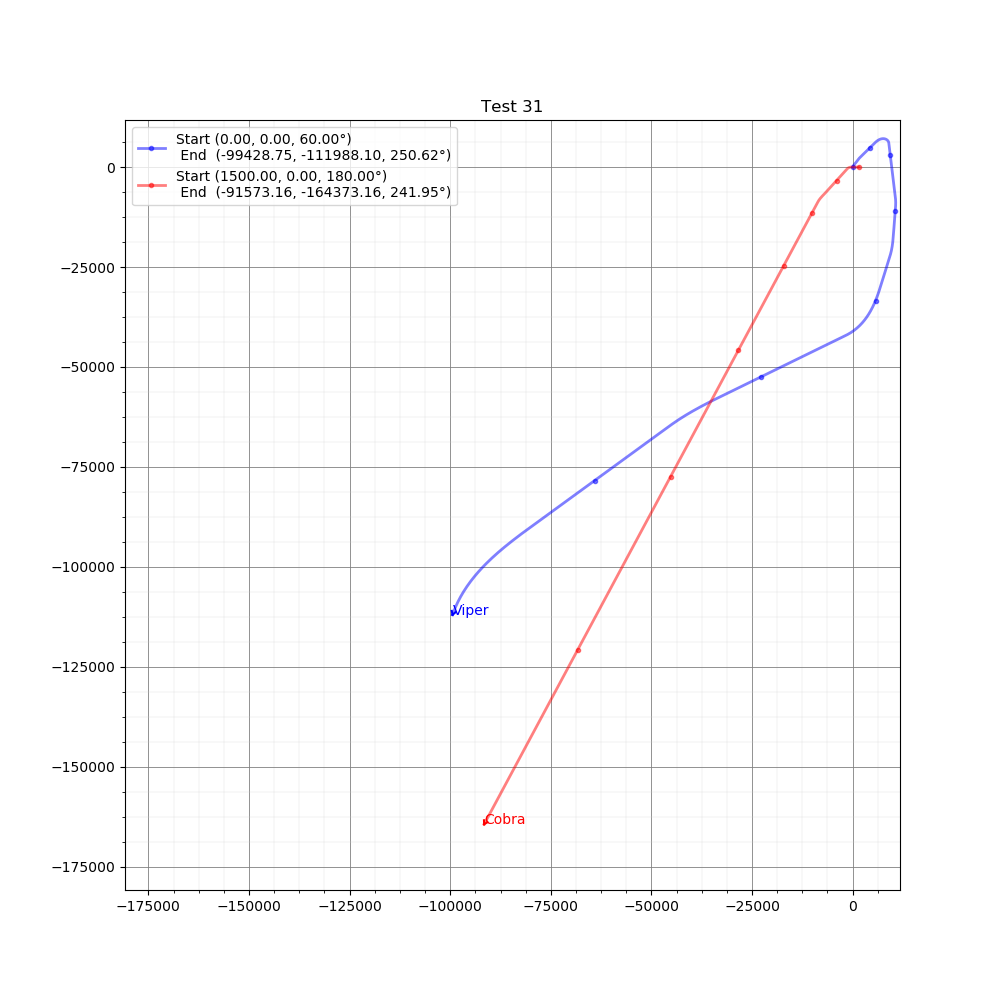 Test 31
Start (0.00, 0.00, 60.00°)
End (-99428.75, -111988.10, 250.62°)
Start (1500.00, 0.00, 180.00°)
End (-91573.16, -164373.16, 241.95°)
0
−25000
−50000
−75000
−100000
−125000
−150000
−175000
Viper
Cobra
−175000 −150000 −125000 −100000 −75000 −50000 −25000 0